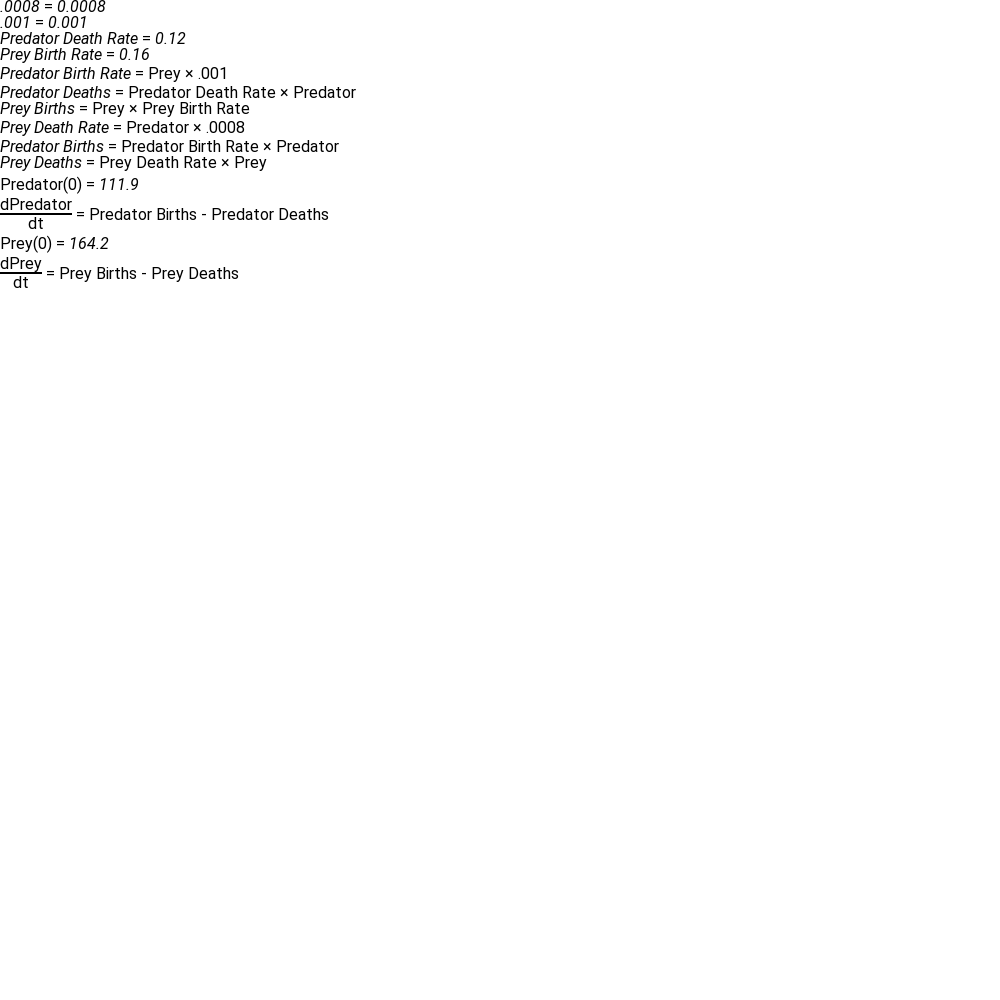 .0008 = 0.0008
.001 = 0.001
Predator Death Rate = 0.12
Prey Birth Rate = 0.16
Predator Birth Rate = Prey × .001
Predator Deaths = Predator Death Rate × Predator
Prey Births = Prey × Prey Birth Rate
Prey Death Rate = Predator × .0008
Predator Births = Predator Birth Rate × Predator
Prey Deaths = Prey Death Rate × Prey
Predator(0) = 111.9
dPredator
dt
= Predator Births - Predator Deaths
Prey(0) = 164.2
dPrey
dt
= Prey Births - Prey Deaths